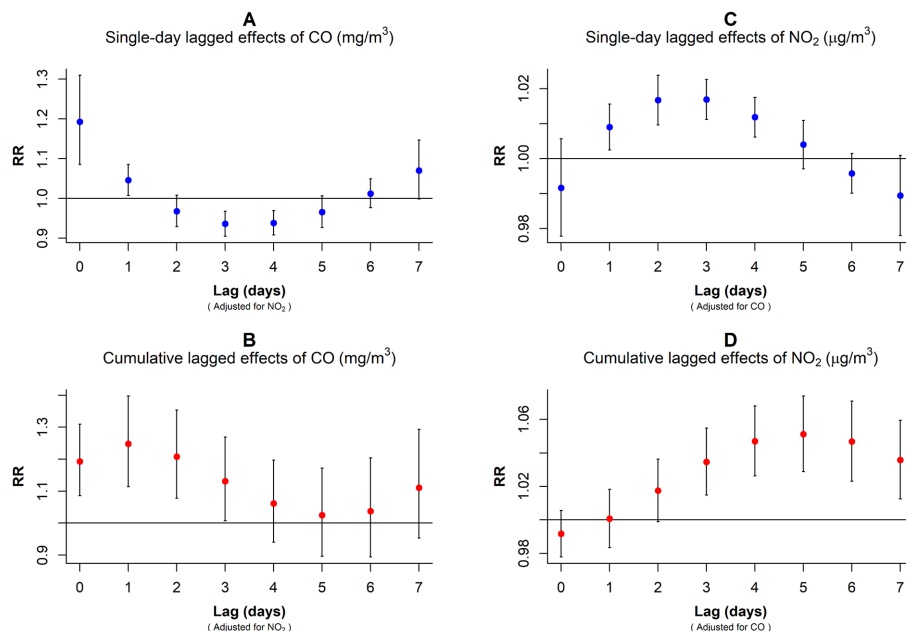 A
Single-day lagged effects of CO (mg/m³)
RR
1.3
1.2
1.1
1.0
0.9
0 1 2 3 4 5 6 7
Lag (days)
( Adjusted for NO₂ )
C
Single-day lagged effects of NO₂ (μg/m³)
RR
1.02
1.00
0.98
0 1 2 3 4 5 6 7
Lag (days)
( Adjusted for CO )
B
Cumulative lagged effects of CO (mg/m³)
RR
1.3
1.1
0.9
0 1 2 3 4 5 6 7
Lag (days)
( Adjusted for NO₂ )
D
Cumulative lagged effects of NO₂ (μg/m³)
RR
1.06
1.02
0.98
0 1 2 3 4 5 6 7
Lag (days)
( Adjusted for CO )